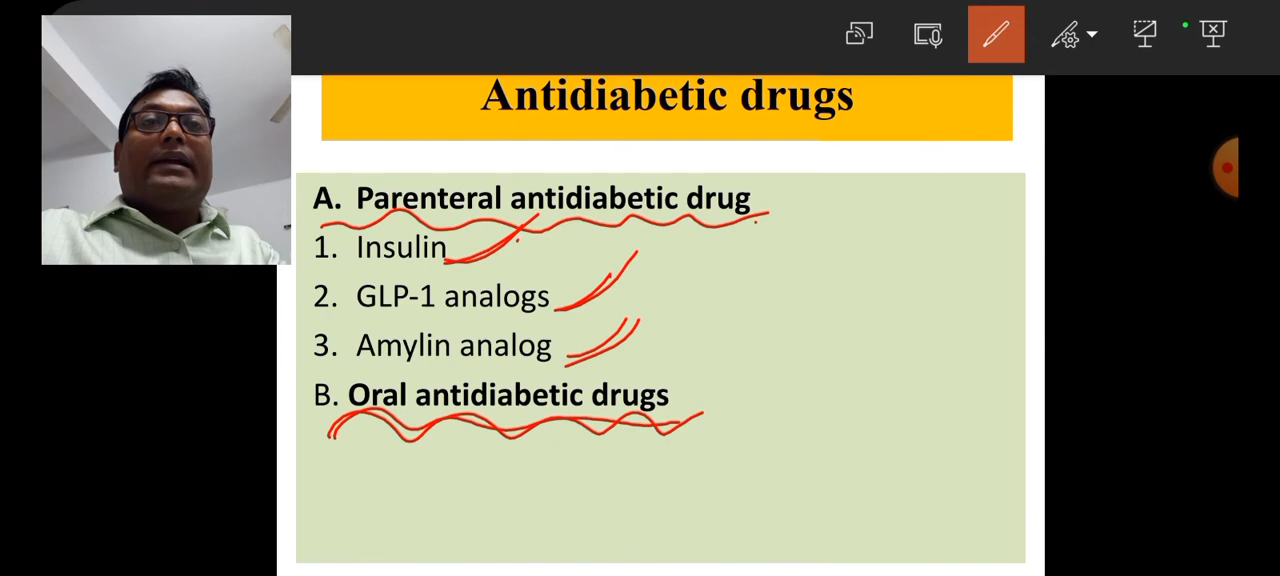 Antidiabetic drugs
A. Parenteral antidiabetic drug
1. Insulin
2. GLP-1 analogs
3. Amylin analog
B. Oral antidiabetic drugs